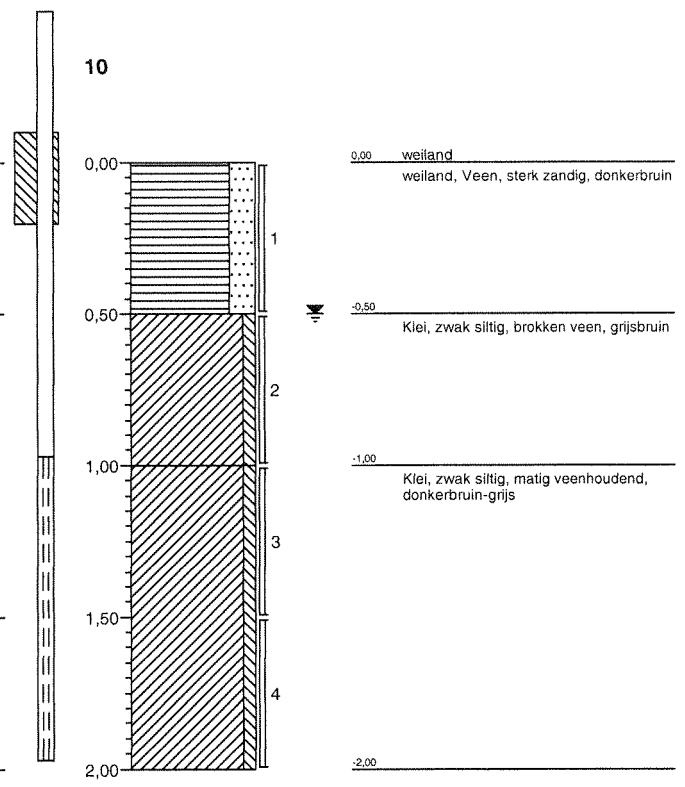 10
0,00
0,00 weiland
weiland, Veen, sterk zandig, donkerbruin
1
0,50
-0,50
Klei, zwak siltig, brokken veen, grijsbruin
2
1,00
-1,00
Klei, zwak siltig, matig veenhoudend,
donkerbruin-grijs
3
1,50
4
2,00
-2,00